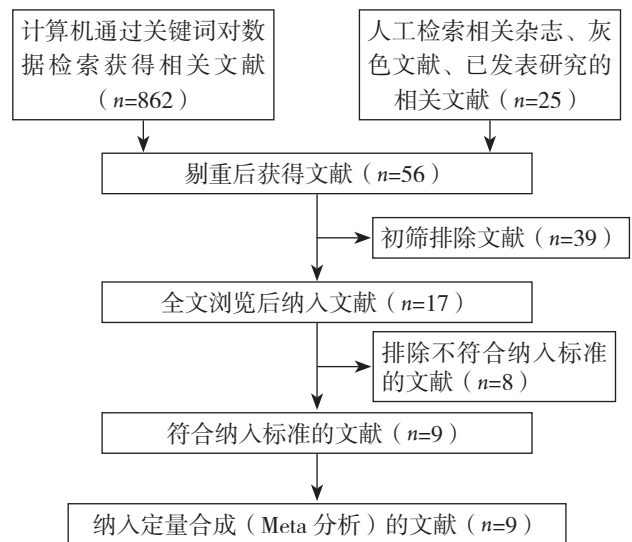 计算机通过关键词对数
据检索获得相关文献
（n=862）
人工检索相关杂志、灰
色文献、已发表研究的
相关文献（n=25）
剔重后获得文献（n=56）
初筛排除文献（n=39）
全文浏览后纳入文献（n=17）
排除不符合纳入标准
的文献（n=8）
符合纳入标准的文献（n=9）
纳入定量合成（Meta 分析）的文献（n=9）